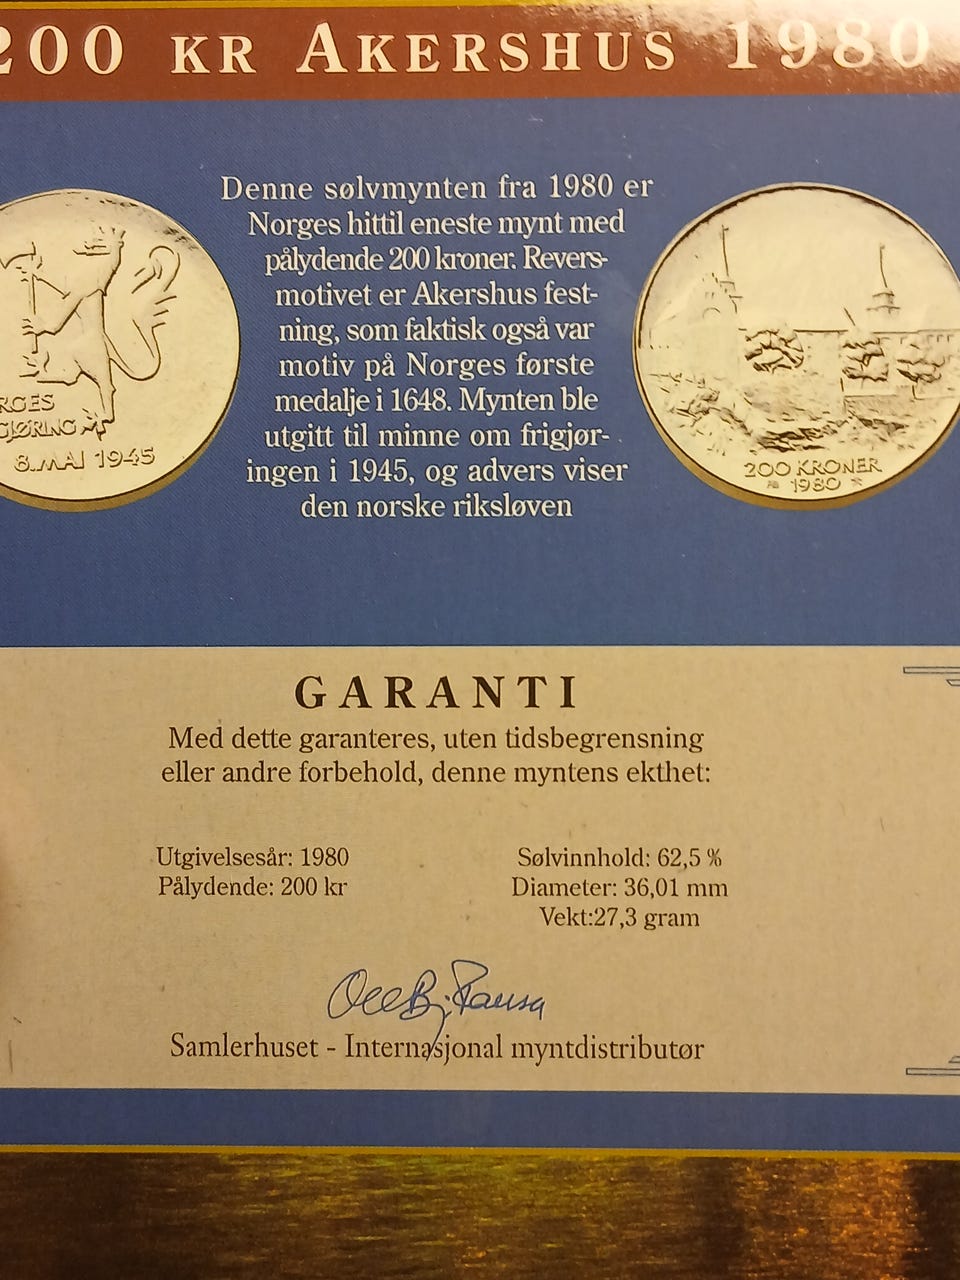 200 KR AKERSHUS 1980
Denne sølvmynten fra 1980 er
Norges hittil eneste mynt med
pålydende 200 kroner. Revers-
motivet er Akershus fest-
ning, som faktisk også var
motiv på Norges første
medalje i 1648. Mynten ble
utgitt til minne om frigjør-
ingen i 1945, og advers viser
den norske riksløven
RGES
GJØRING
8.MAI 1945
200 KRONER
1980
GARANTI
Med dette garanteres, uten tidsbegrensning
eller andre forbehold, denne myntens ekthet:
Utgivelsesår: 1980
Pålydende: 200 kr
Sølvinnhold: 62,5 %
Diameter: 36,01 mm
Vekt:27,3 gram
Samlerhuset - Internasjonal myntdistributør